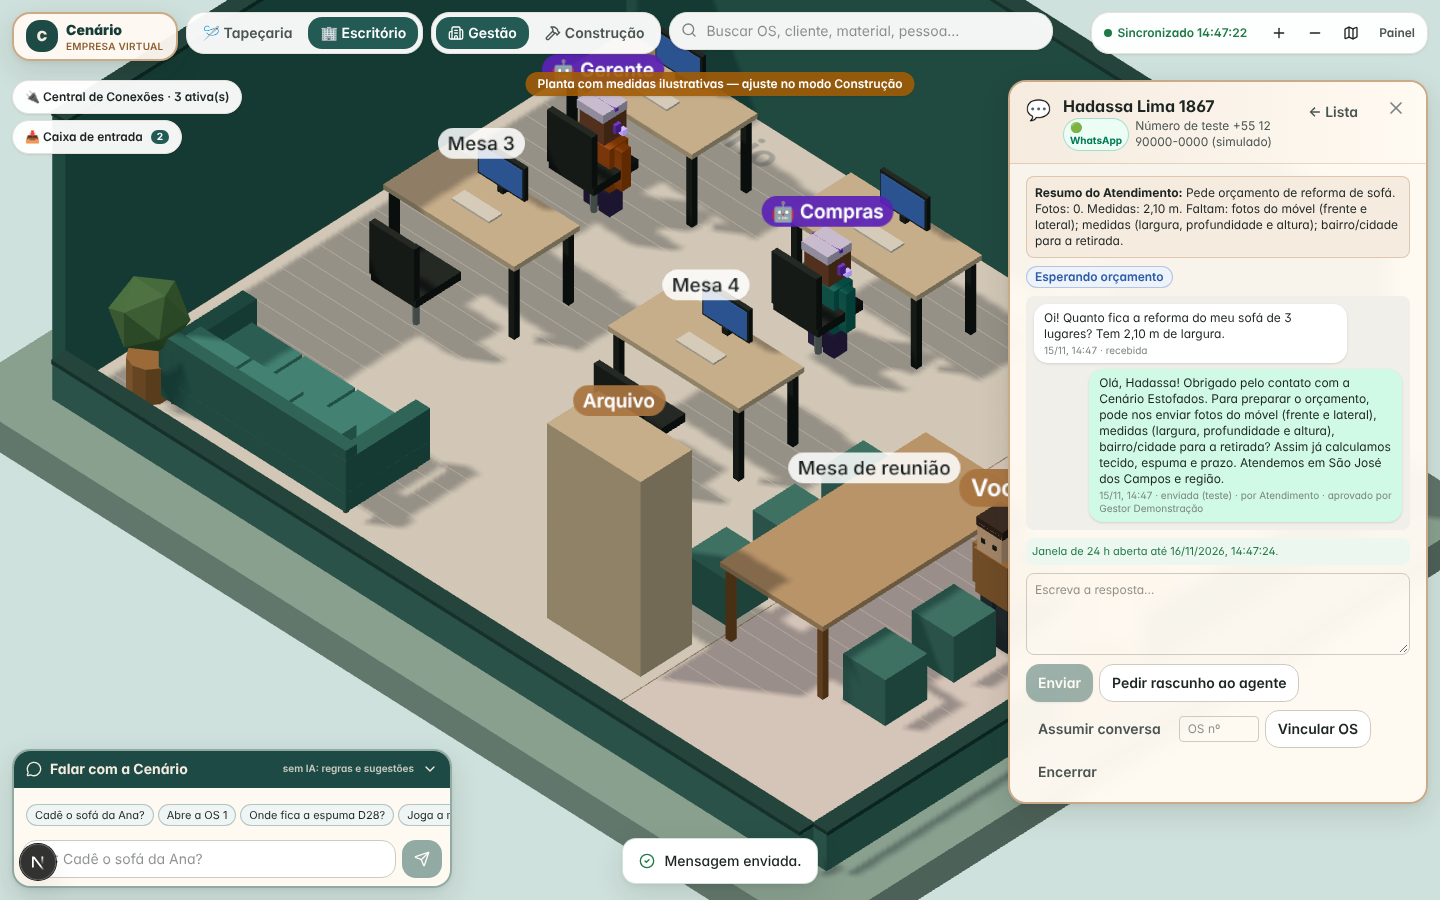 C
Cenário
EMPRESA VIRTUAL
Tapeçaria
Escritório
Gestão
Construção
Buscar OS, cliente, material, pessoa...
Sincronizado 14:47:22
Painel
Central de Conexões · 3 ativa(s)
Caixa de entrada 2
Gerente
Planta com medidas ilustrativas — ajuste no modo Construção
Mesa 3
Compras
Mesa 4
Arquivo
Mesa de reunião
Hadassa Lima 1867
← Lista
WhatsApp
Número de teste +55 12
90000-0000 (simulado)
Resumo do Atendimento: Pede orçamento de reforma de sofá.
Fotos: 0. Medidas: 2,10 m. Faltam: fotos do móvel (frente e
lateral); medidas (largura, profundidade e altura); bairro/cidade
para a retirada.
Esperando orçamento
Oi! Quanto fica a reforma do meu sofá de 3
lugares? Tem 2,10 m de largura.
15/11, 14:47 · recebida
Olá, Hadassa! Obrigado pelo contato com a
Cenário Estofados. Para preparar o orçamento,
pode nos enviar fotos do móvel (frente e lateral),
medidas (largura, profundidade e altura),
bairro/cidade para a retirada? Assim já calculamos
tecido, espuma e prazo. Atendemos em São José
dos Campos e região.
15/11, 14:47 · enviada (teste) · por Atendimento · aprovado por
Gestor Demonstração
Janela de 24 h aberta até 16/11/2026, 14:47:24.
Escreva a resposta...
Enviar
Pedir rascunho ao agente
Assumir conversa
OS nº
Vincular OS
Encerrar
Falar com a Cenário
sem IA: regras e sugestões
Cadê o sofá da Ana?
Abre a OS 1
Onde fica a espuma D28?
Joga a
N
Cadê o sofá da Ana?
Mensagem enviada.